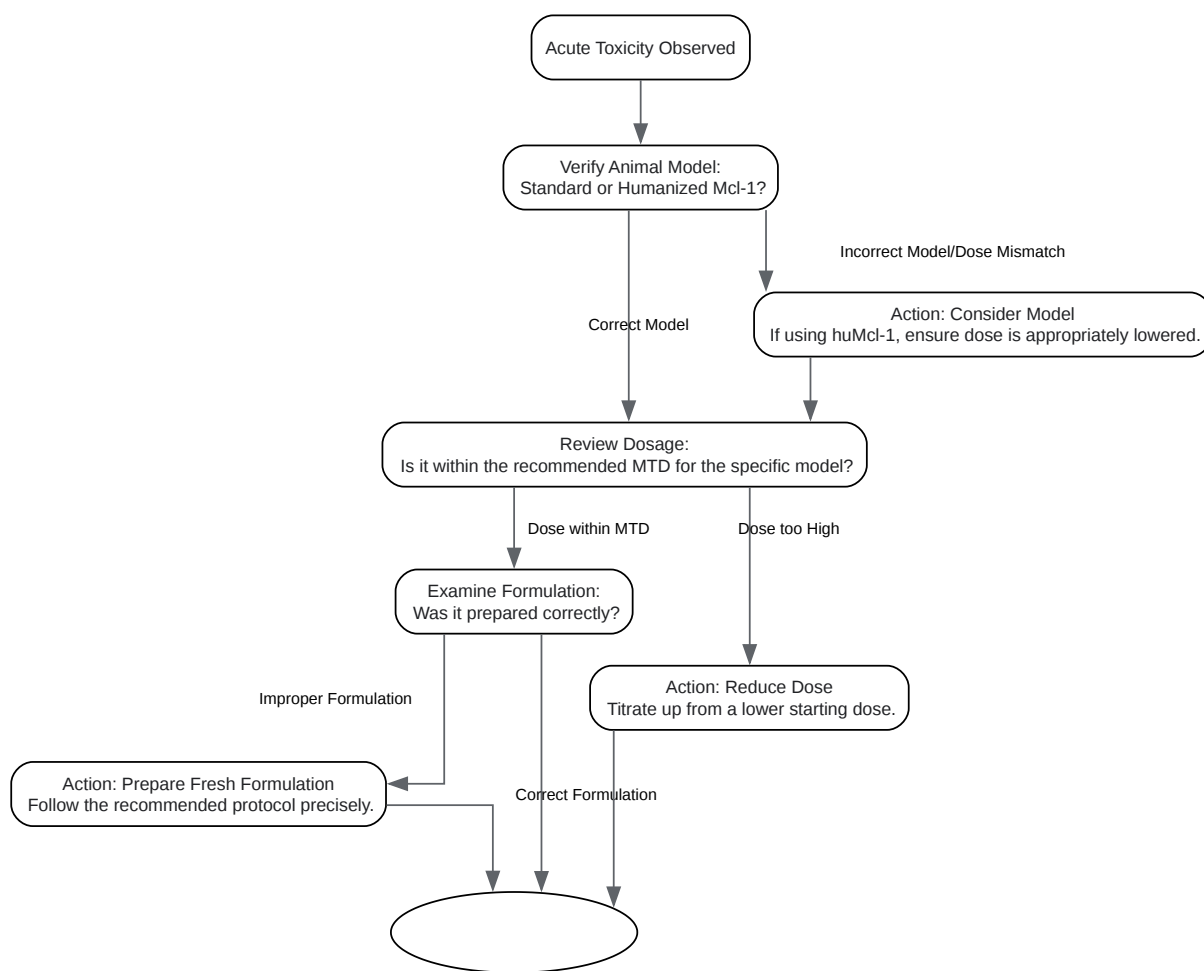 Acute Toxicity Observed
Verify Animal Model:
Standard or Humanized Mcl-1?
Incorrect Model/Dose Mismatch
Action: Consider Model
If using huMcl-1, ensure dose is appropriately lowered.
Correct Model
Review Dosage:
Is it within the recommended MTD for the specific model?
Dose within MTD
Dose too High
Examine Formulation:
Was it prepared correctly?
Action: Reduce Dose
Titrate up from a lower starting dose.
Improper Formulation
Action: Prepare Fresh Formulation
Follow the recommended protocol precisely.
Correct Formulation